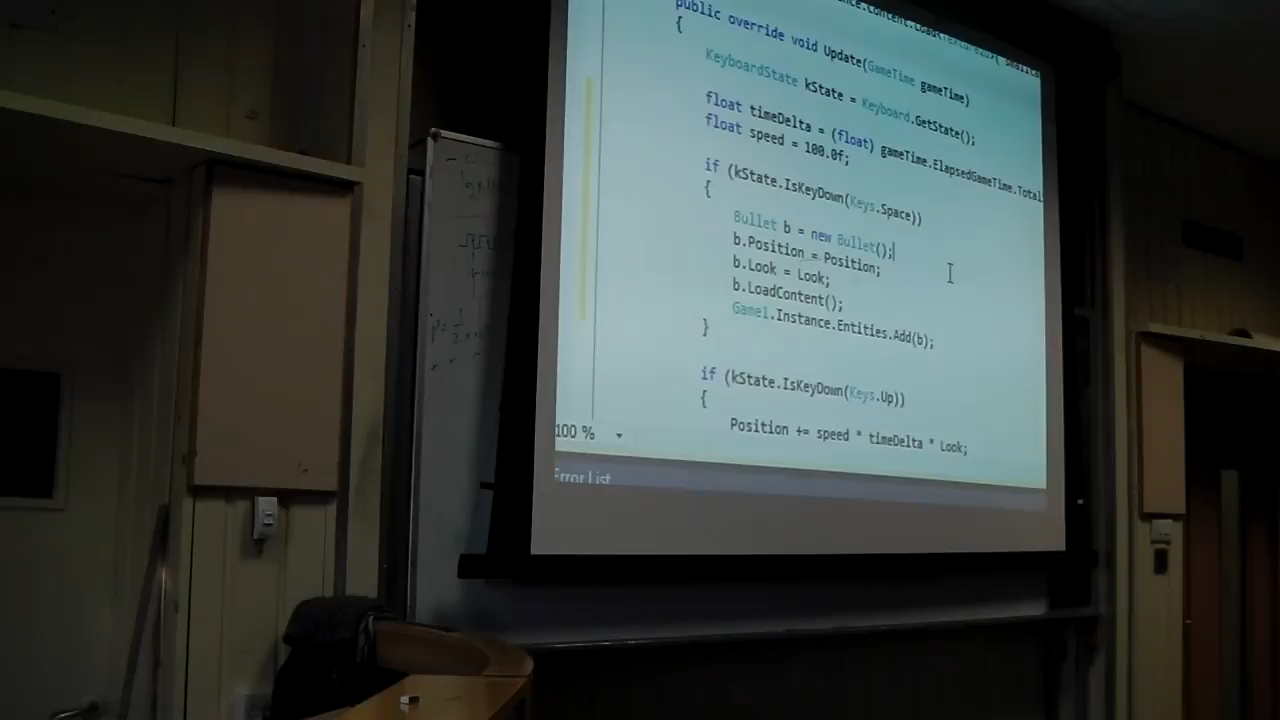 public override void Update(GameTime gameTime)
{
KeyboardState kState = Keyboard.GetState();
float timeDelta = (float) gameTime.ElapsedGameTime.Total
float speed = 100.0f;
if (kState.IsKeyDown(Keys.Space))
{
Bullet b = new Bullet();
b.Position = Position;
b.Look = Look;
b.LoadContent();
Game1.Instance.Entities.Add(b);
}
if (kState.IsKeyDown(Keys.Up))
{
Position += speed * timeDelta * Look;
100 %
Error List